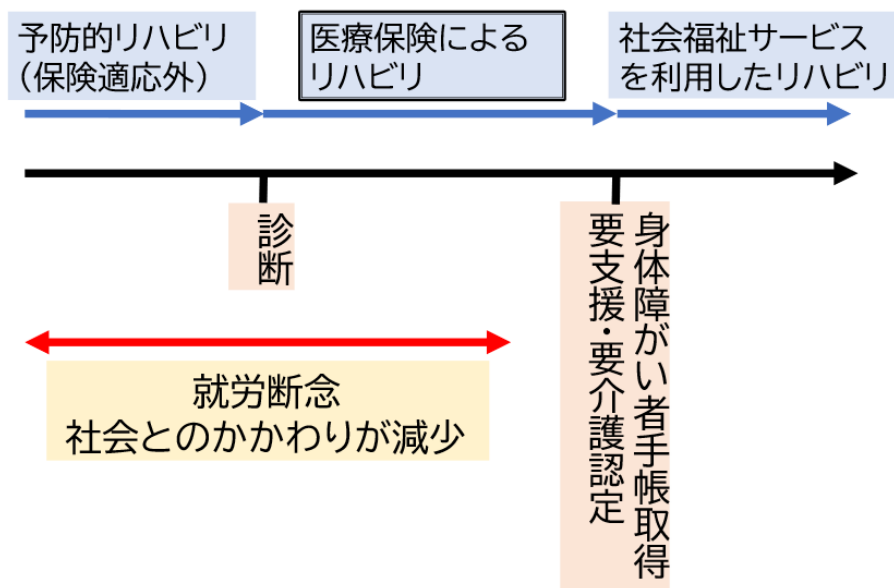 予防的リハビリ
（保険適応外）
医療保険による
リハビリ
社会福祉サービス
を利用したリハビリ
診断
身体障がい者手帳取得
要支援・要介護認定
就労断念
社会とのかかわりが減少